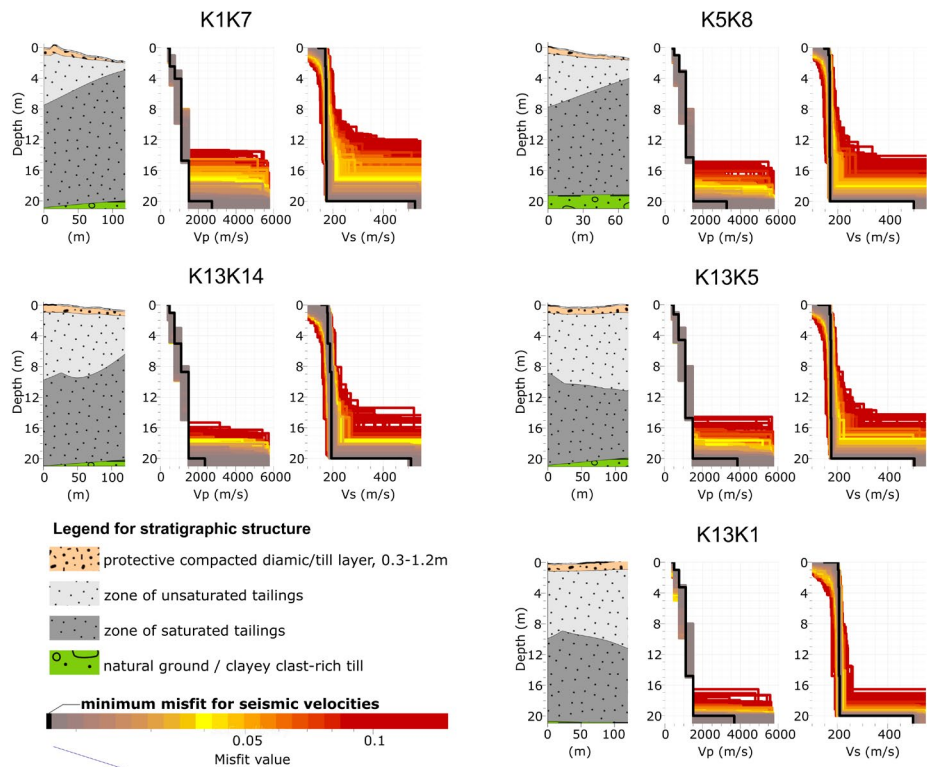 K1K7
K5K8
0
4
8
12
16
20
Depth (m)
0 50 100
(m)
0
4
8
12
16
20
0 2000 4000 6000
Vp (m/s)
0
4
8
12
16
20
200 400
Vs (m/s)
0
4
8
12
16
20
Depth (m)
0 30 60
(m)
0
4
8
12
16
20
0 2000 4000 6000
Vp (m/s)
0
4
8
12
16
20
200 400
Vs (m/s)
K13K14
K13K5
0
4
8
12
16
20
Depth (m)
0 50 100
(m)
0
4
8
12
16
20
0 2000 4000 6000
Vp (m/s)
0
4
8
12
16
20
200 400
Vs (m/s)
0
4
8
12
16
20
Depth (m)
0 50 100
(m)
0
4
8
12
16
20
0 2000 4000 6000
Vp (m/s)
0
4
8
12
16
20
200 400
Vs (m/s)
Legend for stratigraphic structure
protective compacted diamic/till layer, 0.3-1.2m
zone of unsaturated tailings
zone of saturated tailings
natural ground / clayey clast-rich till
minimum misfit for seismic velocities
0.05 0.1
Misfit value
K13K1
0
4
8
12
16
20
Depth (m)
0 50 100
(m)
0
4
8
12
16
20
0 2000 4000 6000
Vp (m/s)
0
4
8
12
16
20
200 400
Vs (m/s)